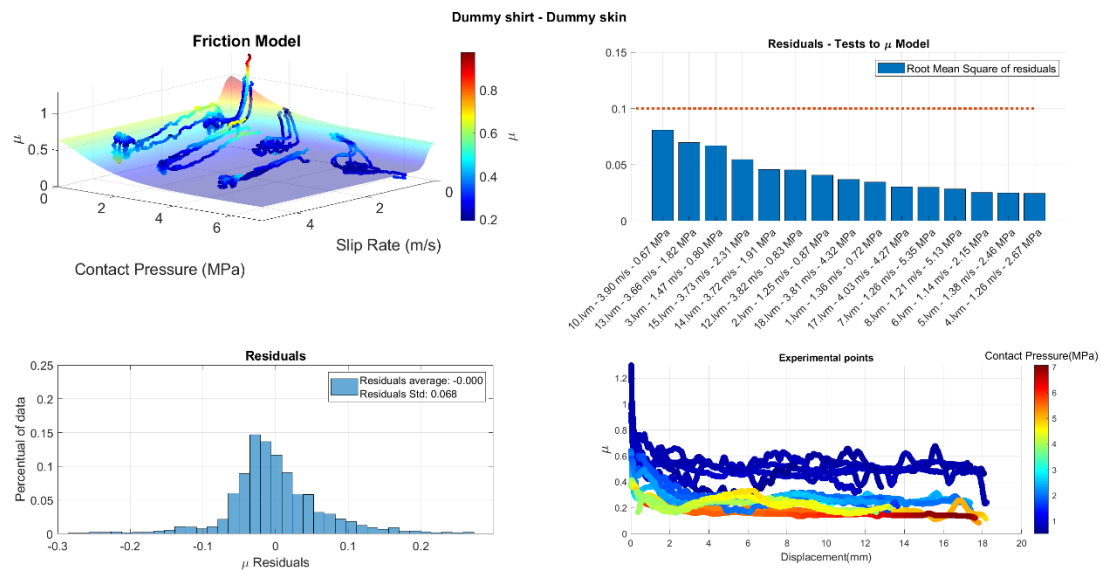 Dummy shirt - Dummy skin
Friction Model
μ
1
0.5
0
0
2
4
6
4
2
0
Slip Rate (m/s)
Contact Pressure (MPa)
0.8
0.6
0.4
0.2
μ
Residuals - Tests to μ Model
0.15
0.1
0.05
0
Root Mean Square of residuals
10.lvm - 3.90 m/s - 0.67 MPa
13.lvm - 3.66 m/s - 1.82 MPa
3.lvm - 1.47 m/s - 0.80 MPa
15.lvm - 3.73 m/s - 2.31 MPa
14.lvm - 3.72 m/s - 1.91 MPa
12.lvm - 3.82 m/s - 0.83 MPa
2.lvm - 1.25 m/s - 0.87 MPa
18.lvm - 3.81 m/s - 4.32 MPa
1.lvm - 1.36 m/s - 0.72 MPa
17.lvm - 4.03 m/s - 4.27 MPa
7.lvm - 1.26 m/s - 5.35 MPa
8.lvm - 1.21 m/s - 5.13 MPa
6.lvm - 1.14 m/s - 2.15 MPa
5.lvm - 1.38 m/s - 2.46 MPa
4.lvm - 1.26 m/s - 2.67 MPa
Residuals
Percentual of data
0.25
0.2
0.15
0.1
0.05
0
Residuals average: -0.000
Residuals Std: 0.068
-0.3
-0.2
-0.1
0
0.1
0.2
μ Residuals
Experimental points
Contact Pressure(MPa)
μ
1.2
1
0.8
0.6
0.4
0.2
0
0
2
4
6
8
10
12
14
16
18
20
Displacement(mm)
7
6
5
4
3
2
1